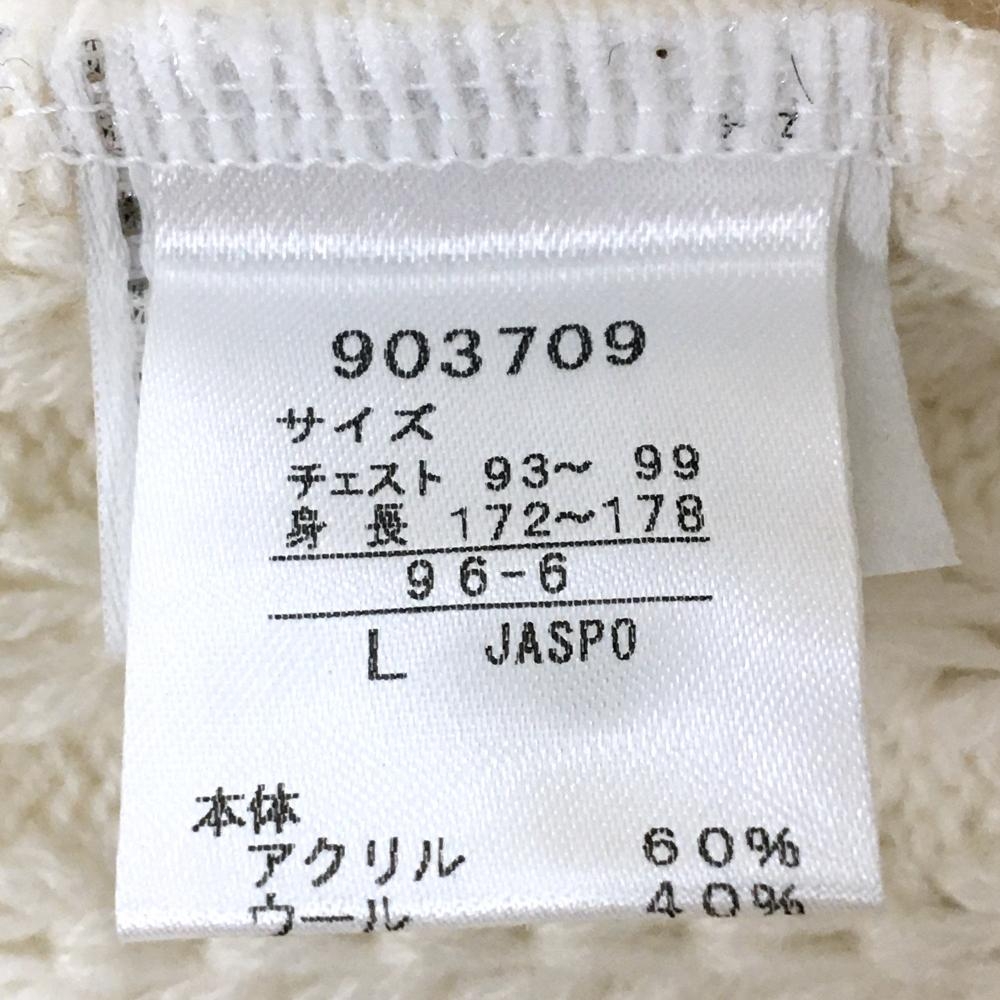 903709
サイズ
チェスト 93〜 99
身 長 172〜178
96-6
L JASPO
本体
アクリル 60%
ウール 40%